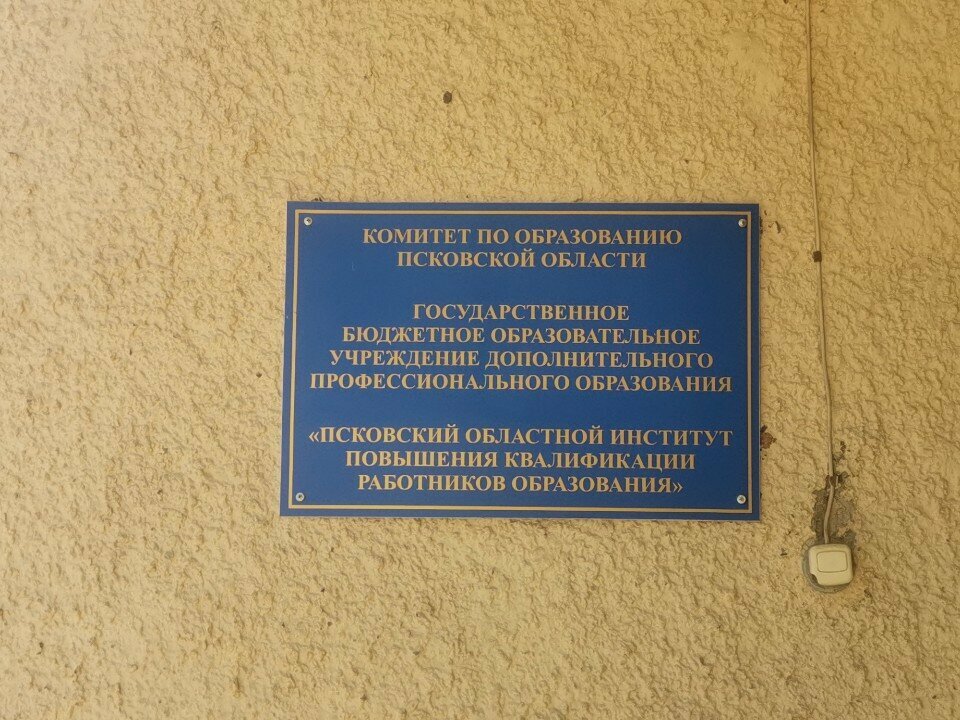 КОМИТЕТ ПО ОБРАЗОВАНИЮ
ПСКОВСКОЙ ОБЛАСТИ
ГОСУДАРСТВЕННОЕ
БЮДЖЕТНОЕ ОБРАЗОВАТЕЛЬНОЕ
УЧРЕЖДЕНИЕ ДОПОЛНИТЕЛЬНОГО
ПРОФЕССИОНАЛЬНОГО ОБРАЗОВАНИЯ
«ПСКОВСКИЙ ОБЛАСТНОЙ ИНСТИТУТ
ПОВЫШЕНИЯ КВАЛИФИКАЦИИ
РАБОТНИКОВ ОБРАЗОВАНИЯ»